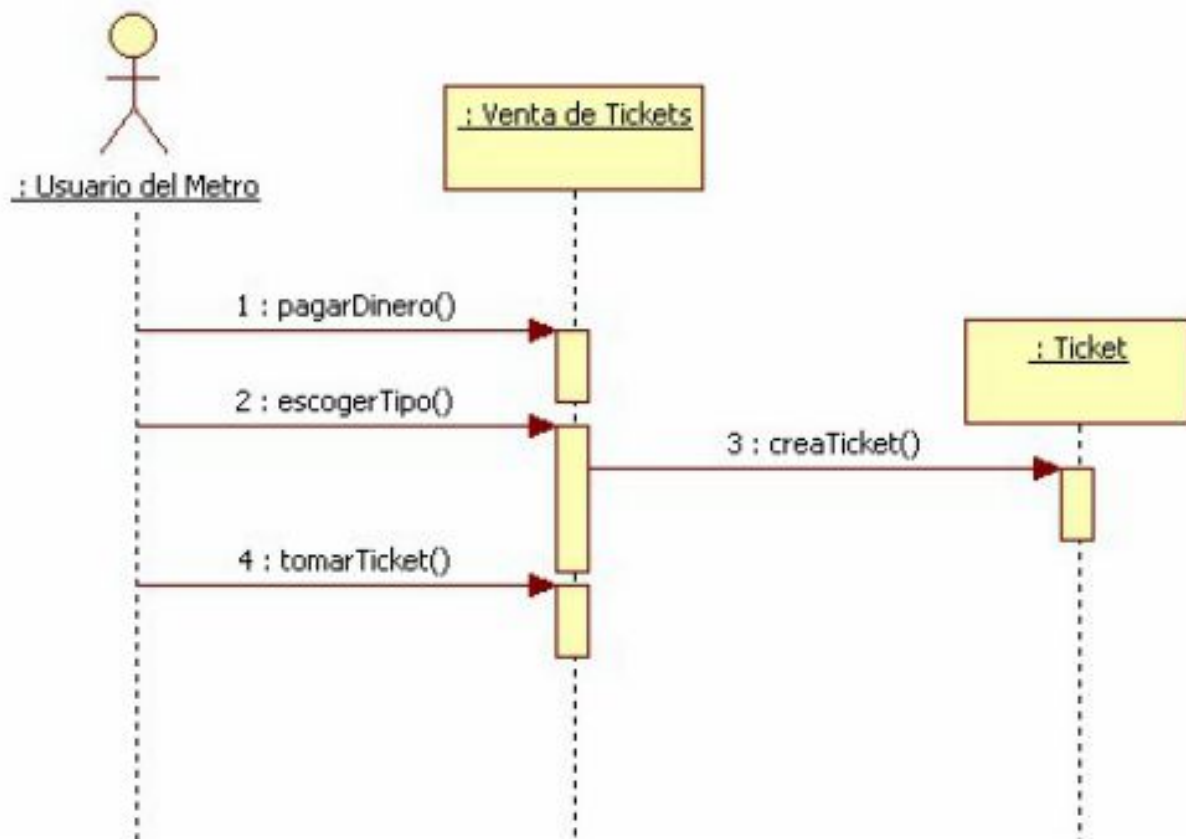 : Usuario del Metro
: Venta de Tickets
1 : pagarDinero()
: Ticket
2 : escogerTipo()
3 : creaTicket()
4 : tomarTicket()